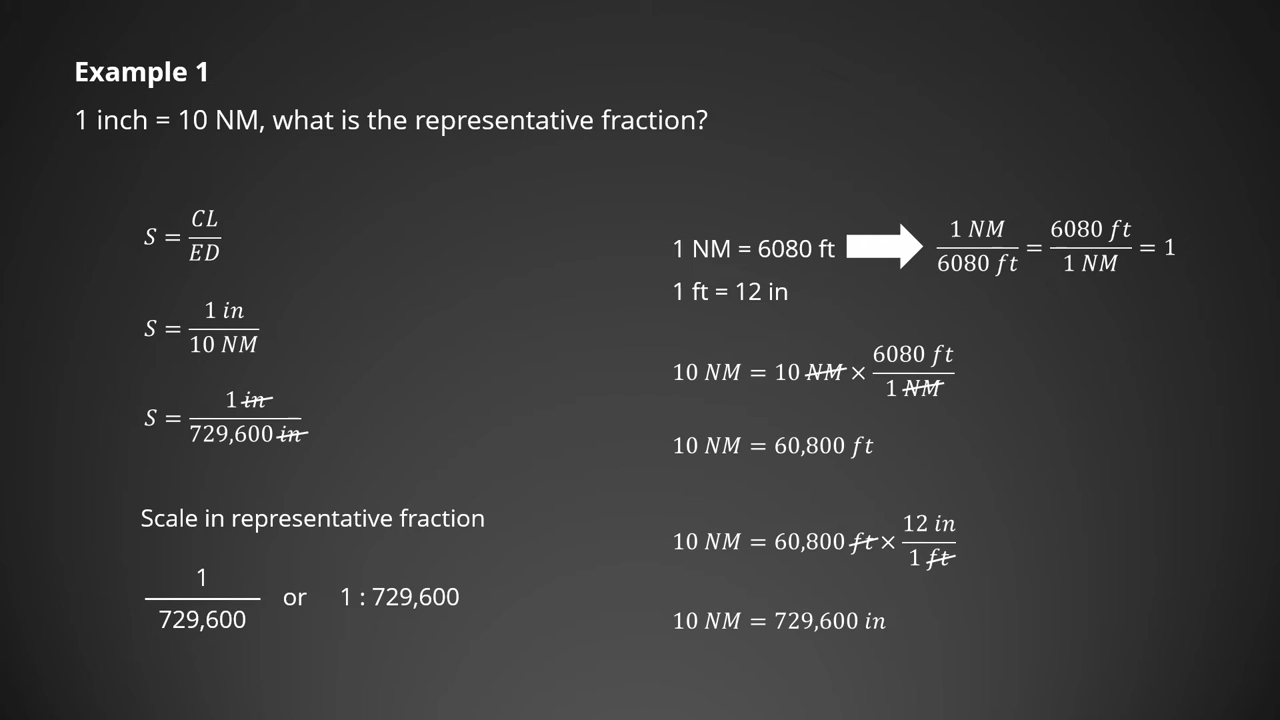 Example 1
1 inch = 10 NM, what is the representative fraction?
S = CL/ED
S = 1 in/10 NM
S = 1 in/729,600 in
Scale in representative fraction
1/729,600 or 1 : 729,600
1 NM = 6080 ft
1 NM/6080 ft = 6080 ft/1 NM = 1
1 ft = 12 in
10 NM = 10 NM × 6080 ft/1 NM
10 NM = 60,800 ft
10 NM = 60,800 ft × 12 in/1 ft
10 NM = 729,600 in